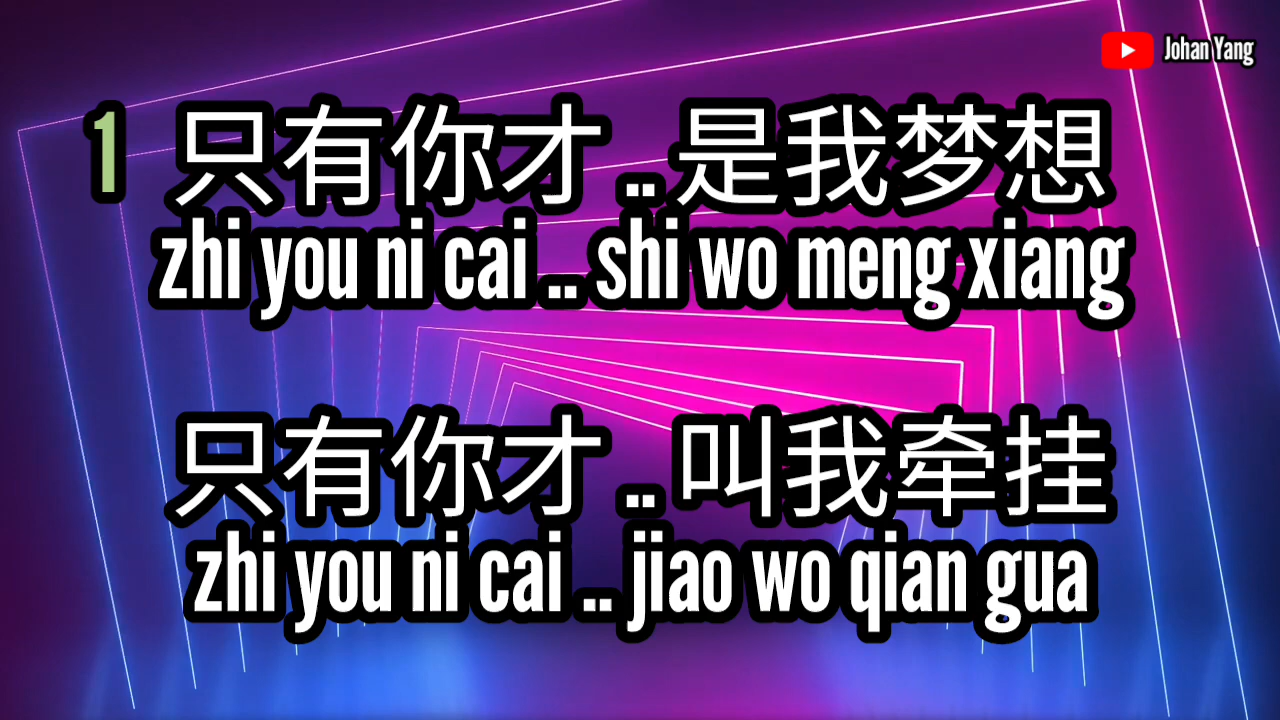 Johan Yang
1 只有你才 .. 是我梦想
zhi you ni cai .. shi wo meng xiang
只有你才 .. 叫我牵挂
zhi you ni cai .. jiao wo qian gua